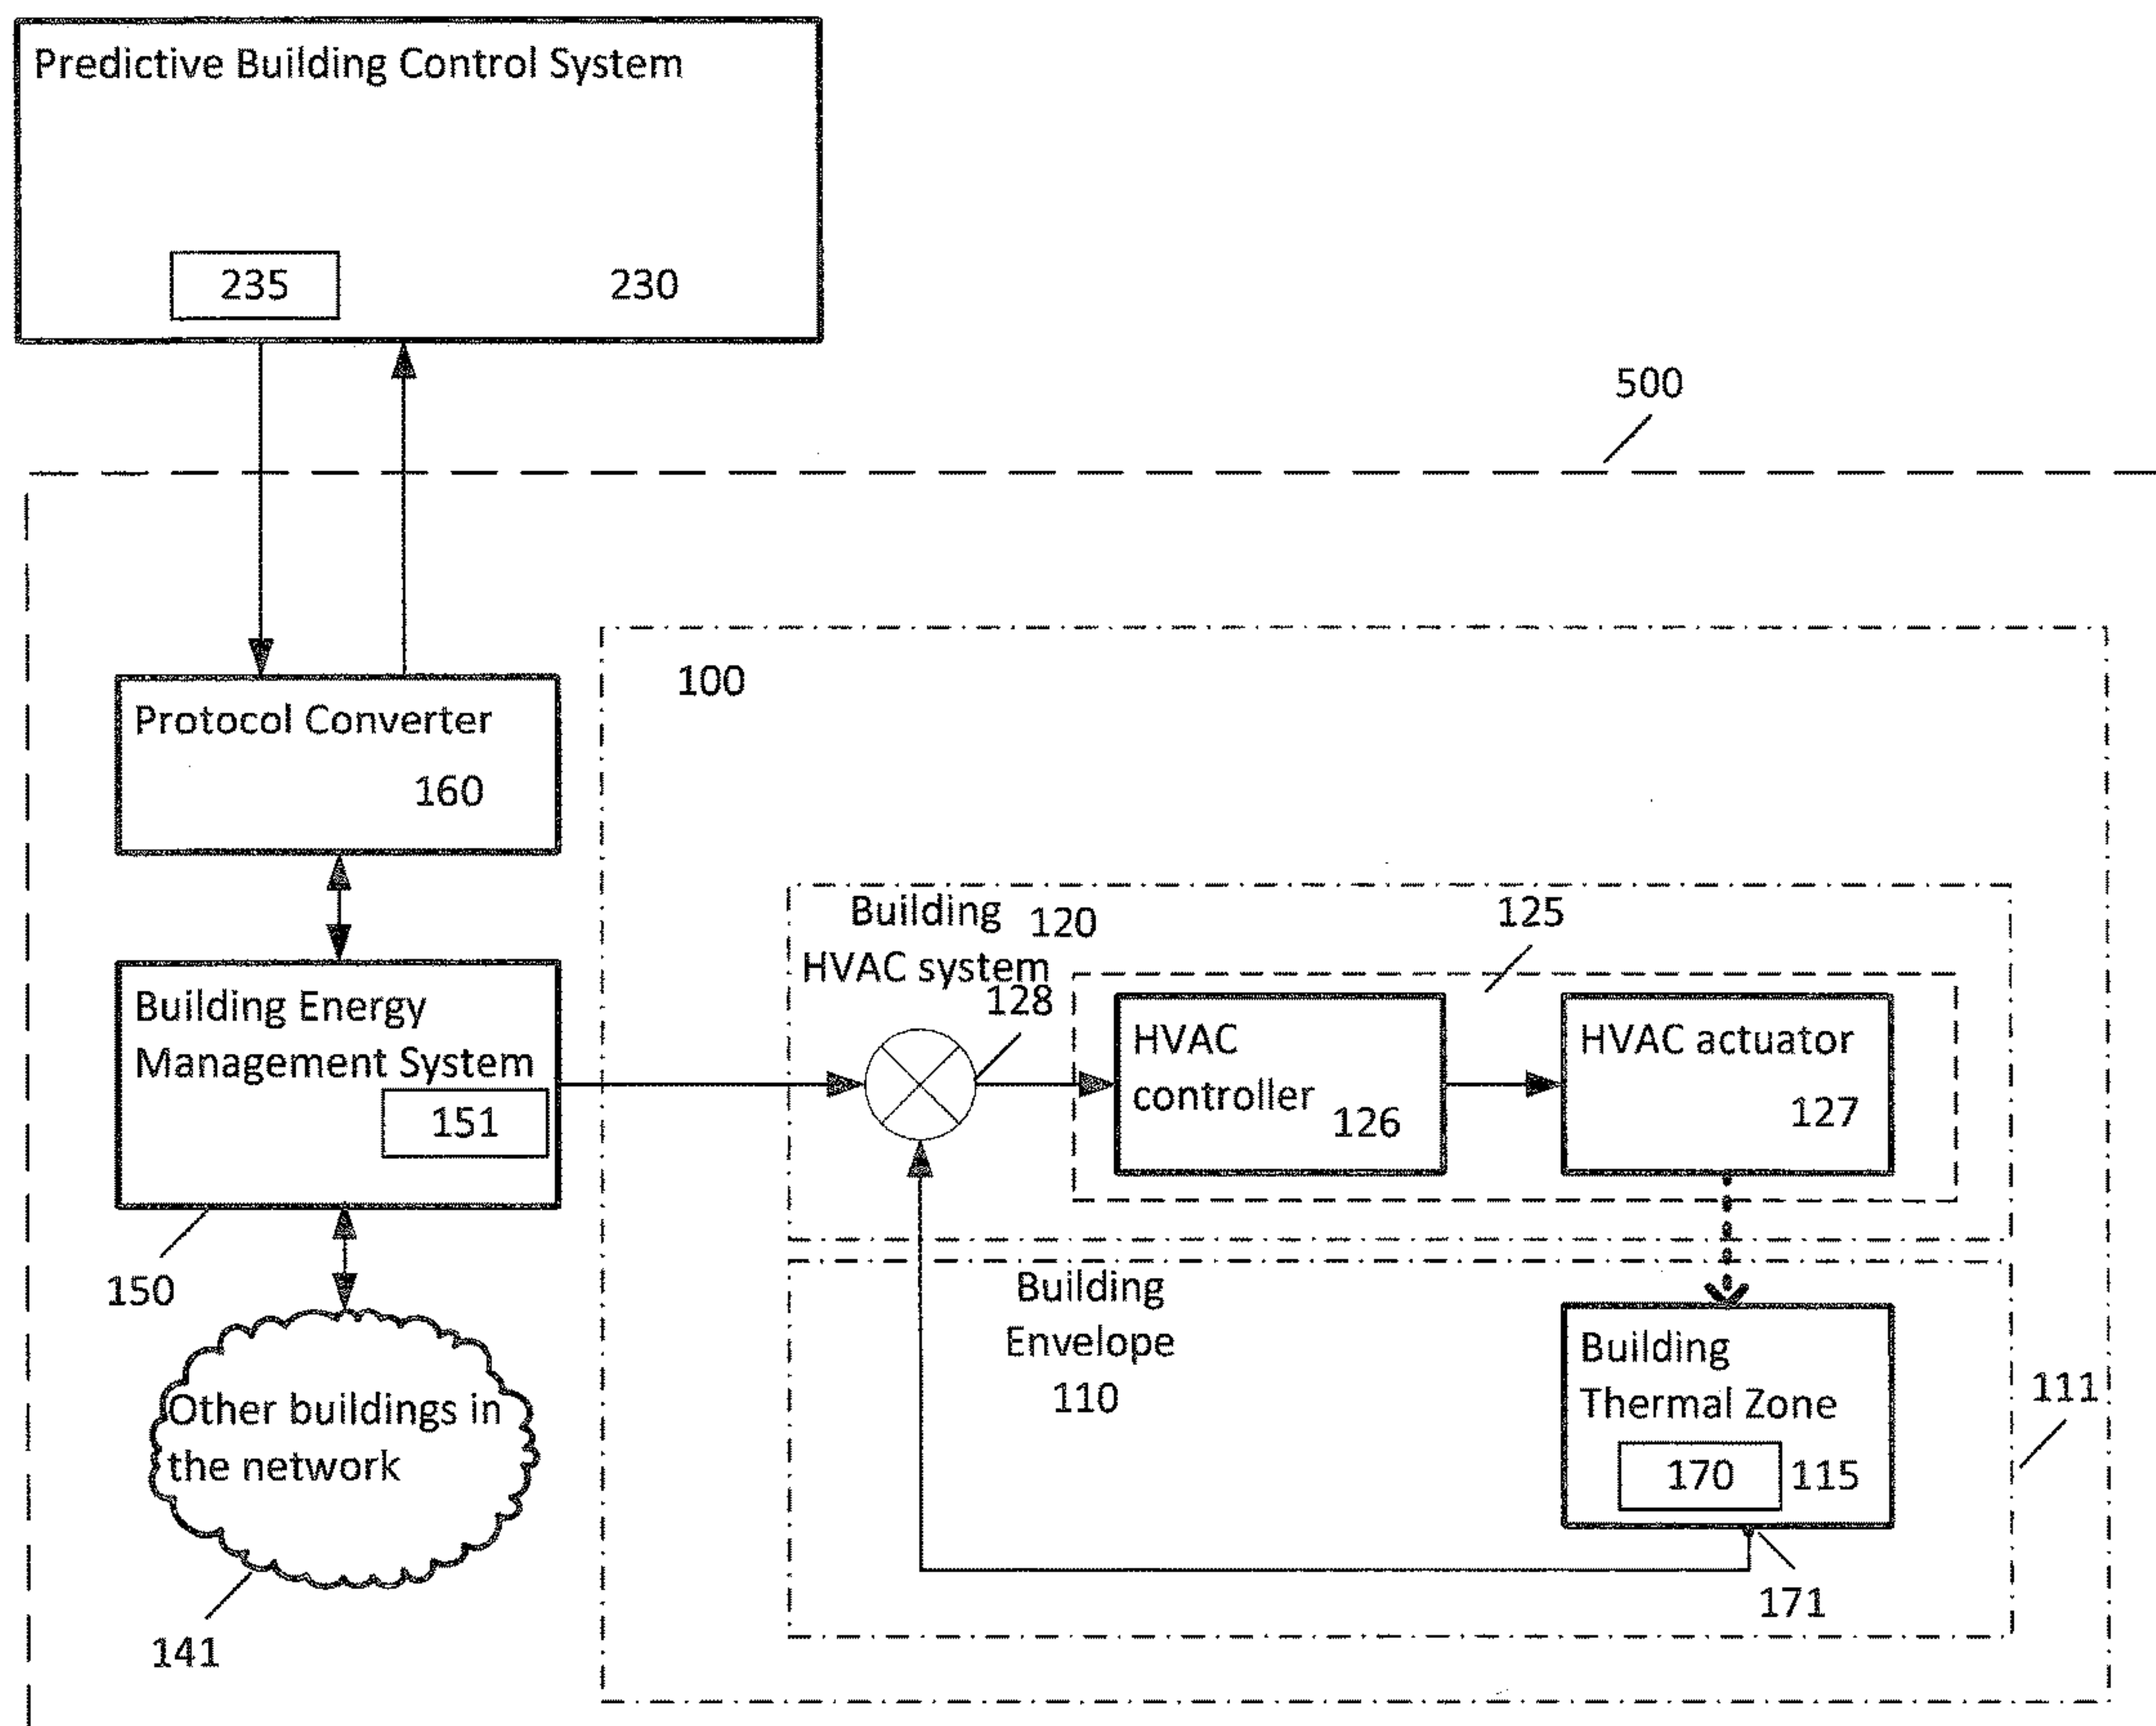 Predictive Building Control System
235
230
500
Protocol Converter
160
100
Building
120
HVAC system
125
128
HVAC
controller
126
HVAC actuator
127
Building Energy
Management System
151
150
Building
Envelope
110
Building
Thermal Zone
170
115
111
171
Other buildings in
the network
141